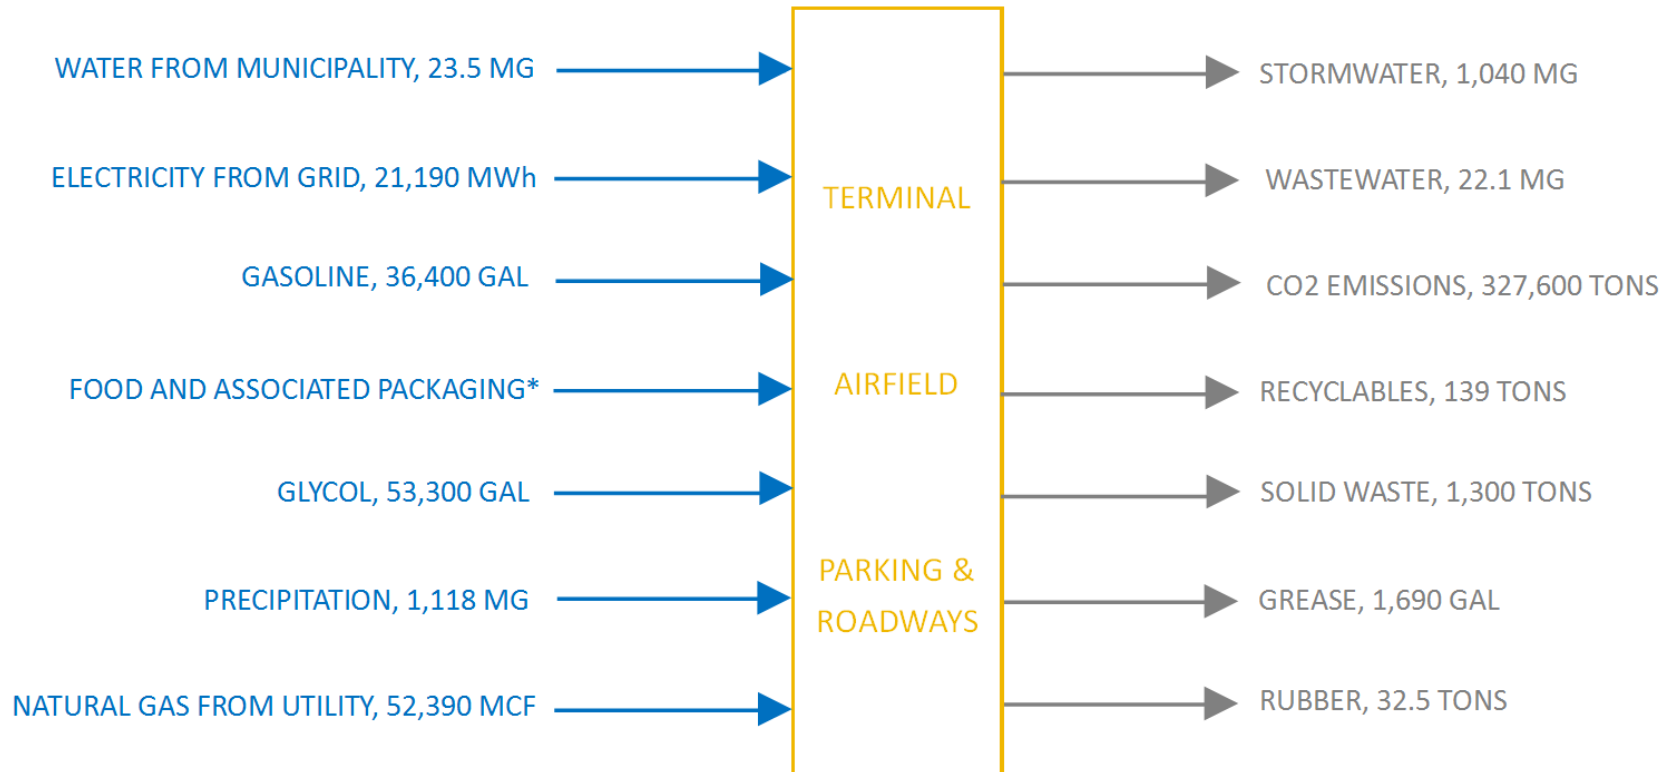 WATER FROM MUNICIPALITY, 23.5 MG
ELECTRICITY FROM GRID, 21,190 MWh
GASOLINE, 36,400 GAL
FOOD AND ASSOCIATED PACKAGING*
GLYCOL, 53,300 GAL
PRECIPITATION, 1,118 MG
NATURAL GAS FROM UTILITY, 52,390 MCF
TERMINAL
AIRFIELD
PARKING &
ROADWAYS
STORMWATER, 1,040 MG
WASTEWATER, 22.1 MG
CO2 EMISSIONS, 327,600 TONS
RECYCLABLES, 139 TONS
SOLID WASTE, 1,300 TONS
GREASE, 1,690 GAL
RUBBER, 32.5 TONS